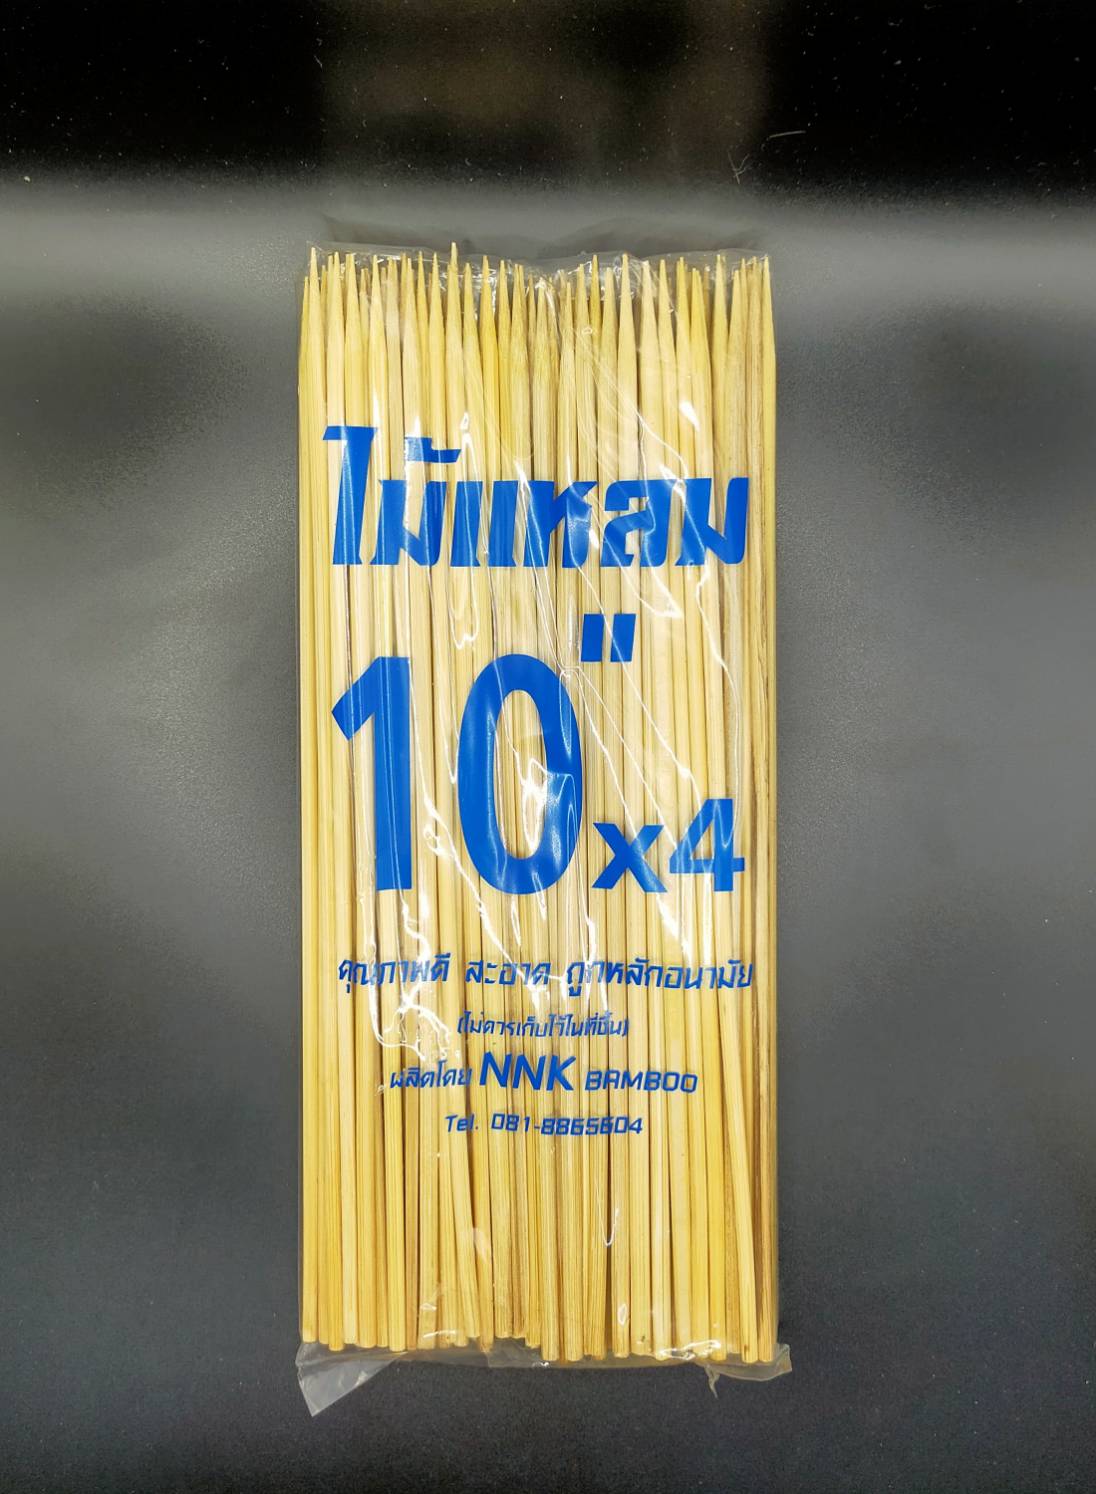 ไม้แหลม
10"x4
คุณภาพดี สะอาด ถูกหลักอนามัย
(ไม่ควรเก็บไว้ในที่ชื้น)
ผลิตโดย NNK BAMBOO
Tel. 081-8865604